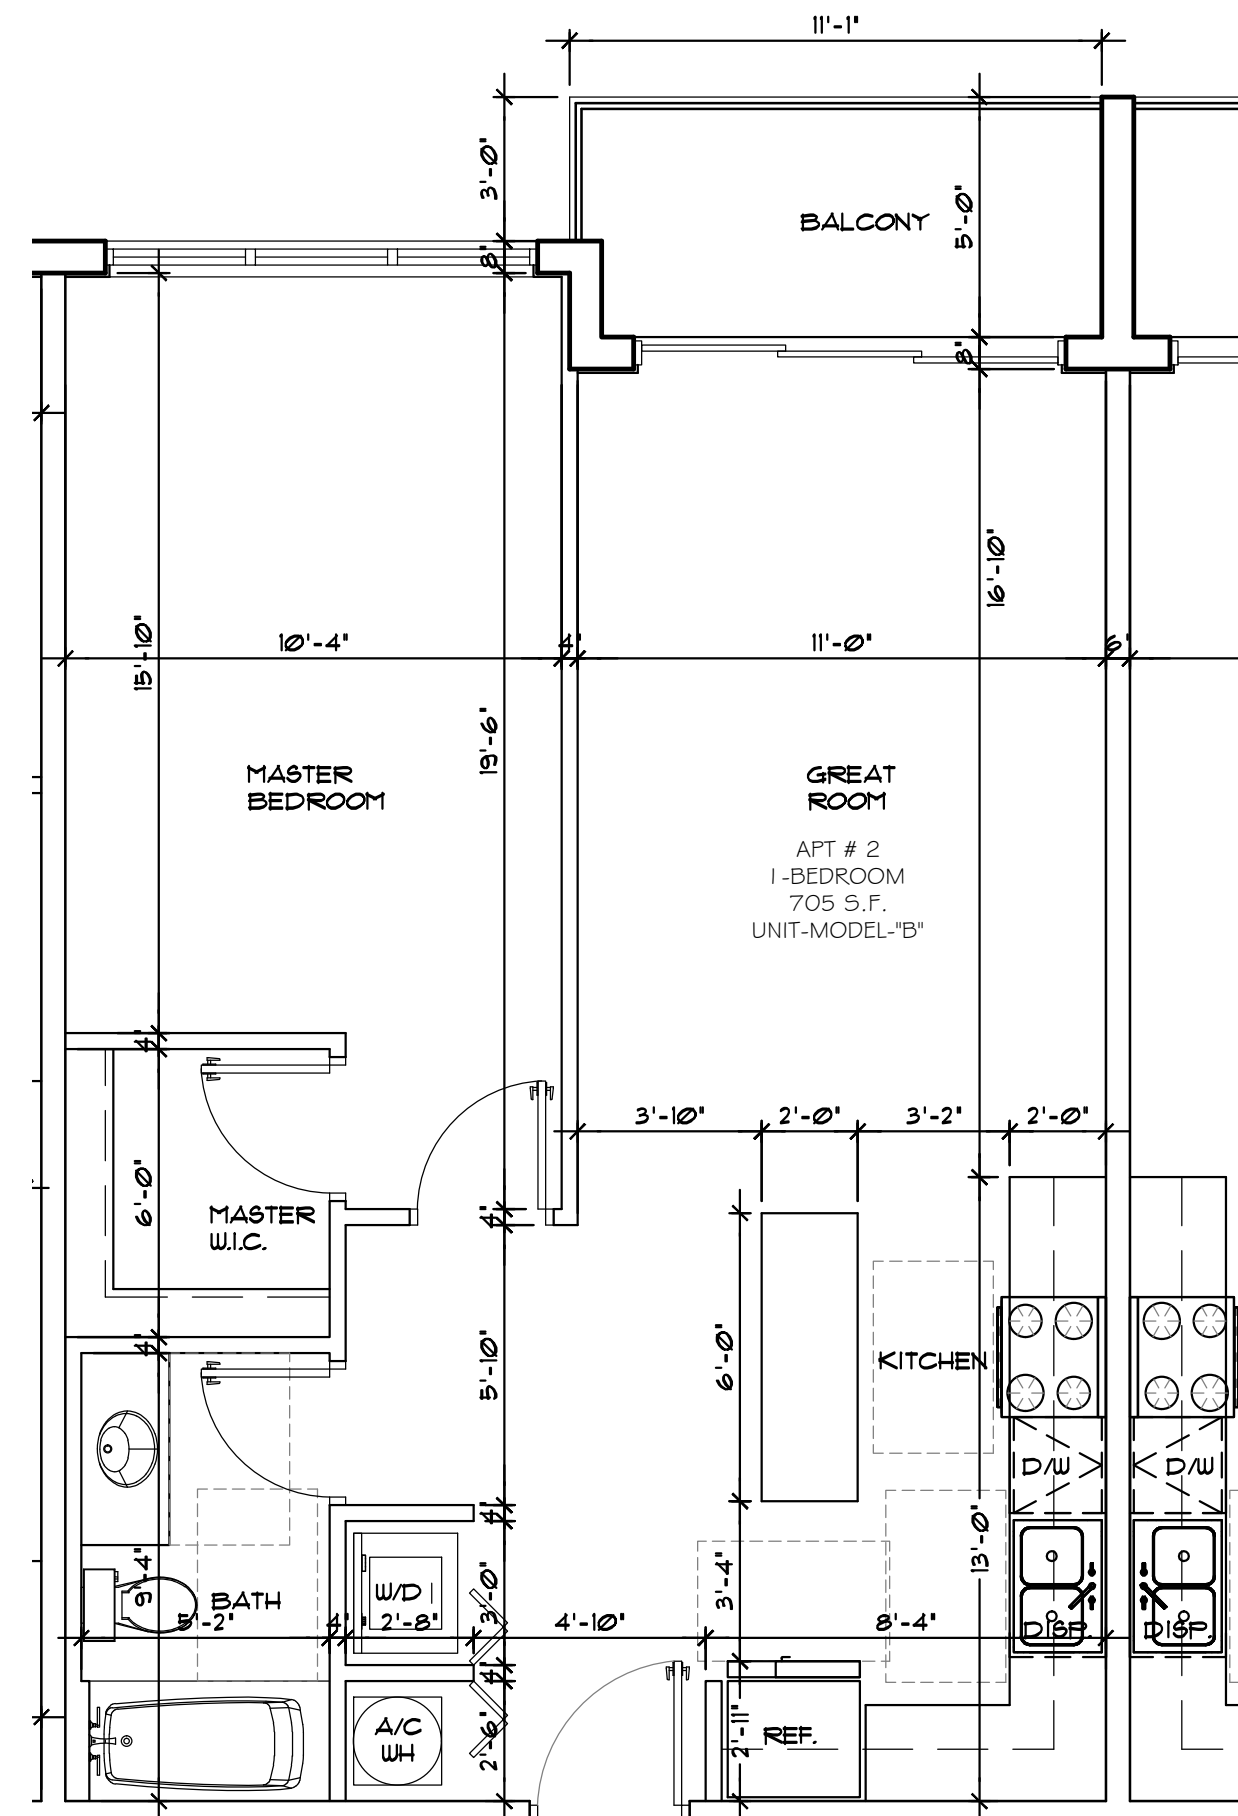 11'-1"
3'-0"
BALCONY
5'-0"
8"
8"
16'-10"
15'-10"
10'-4"
4"
11'-0"
6"
19'-6"
MASTER
BEDROOM
GREAT
ROOM
APT # 2
1-BEDROOM
705 S.F.
UNIT-MODEL-"B"
4"
3'-10"
2'-0"
3'-2"
2'-0"
6'-0"
MASTER
W.I.C.
4"
4"
5'-10"
6'-0"
KITCHEN
D/W
D/W
4"
13'-0"
9'-4"
BATH
W/D
3'-0"
3'-4"
5'-2"
4"
2'-8"
4'-10"
8'-4"
DISP.
DISP.
4"
A/C
WH
2'-6"
2'-11"
REF.